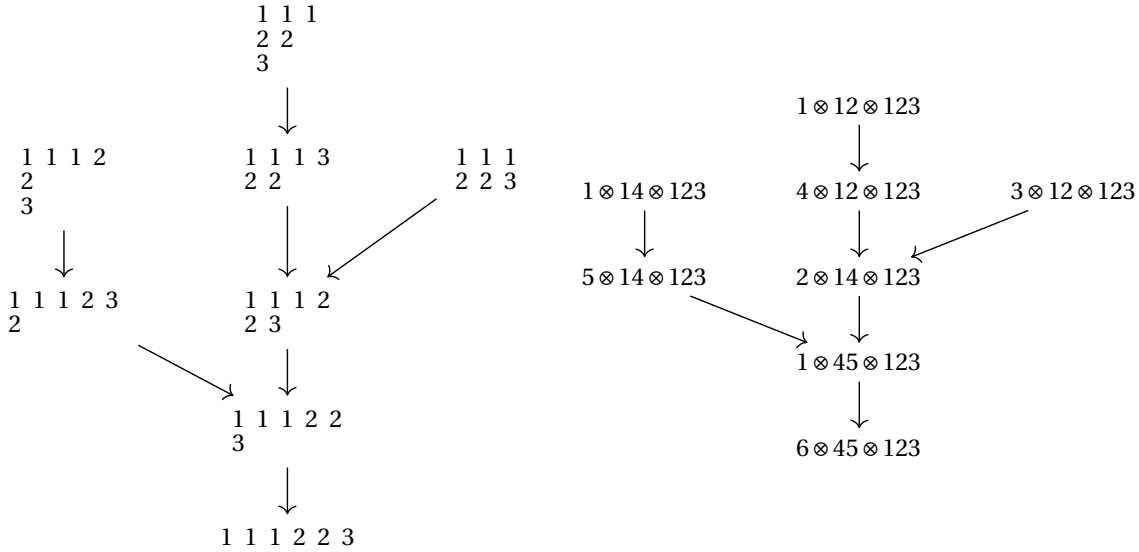 1 1 1
2 2
3
1 1 1 2
2
3
1 1 1 3
2 2
1 1 1
2 2 3
1 1 1 2 3
2
1 1 1 2
2 3
1 1 1 2 2
3
1 1 1 2 2 3
1 ⊗ 12 ⊗ 123
1 ⊗ 14 ⊗ 123
4 ⊗ 12 ⊗ 123
3 ⊗ 12 ⊗ 123
5 ⊗ 14 ⊗ 123
2 ⊗ 14 ⊗ 123
1 ⊗ 45 ⊗ 123
6 ⊗ 45 ⊗ 123